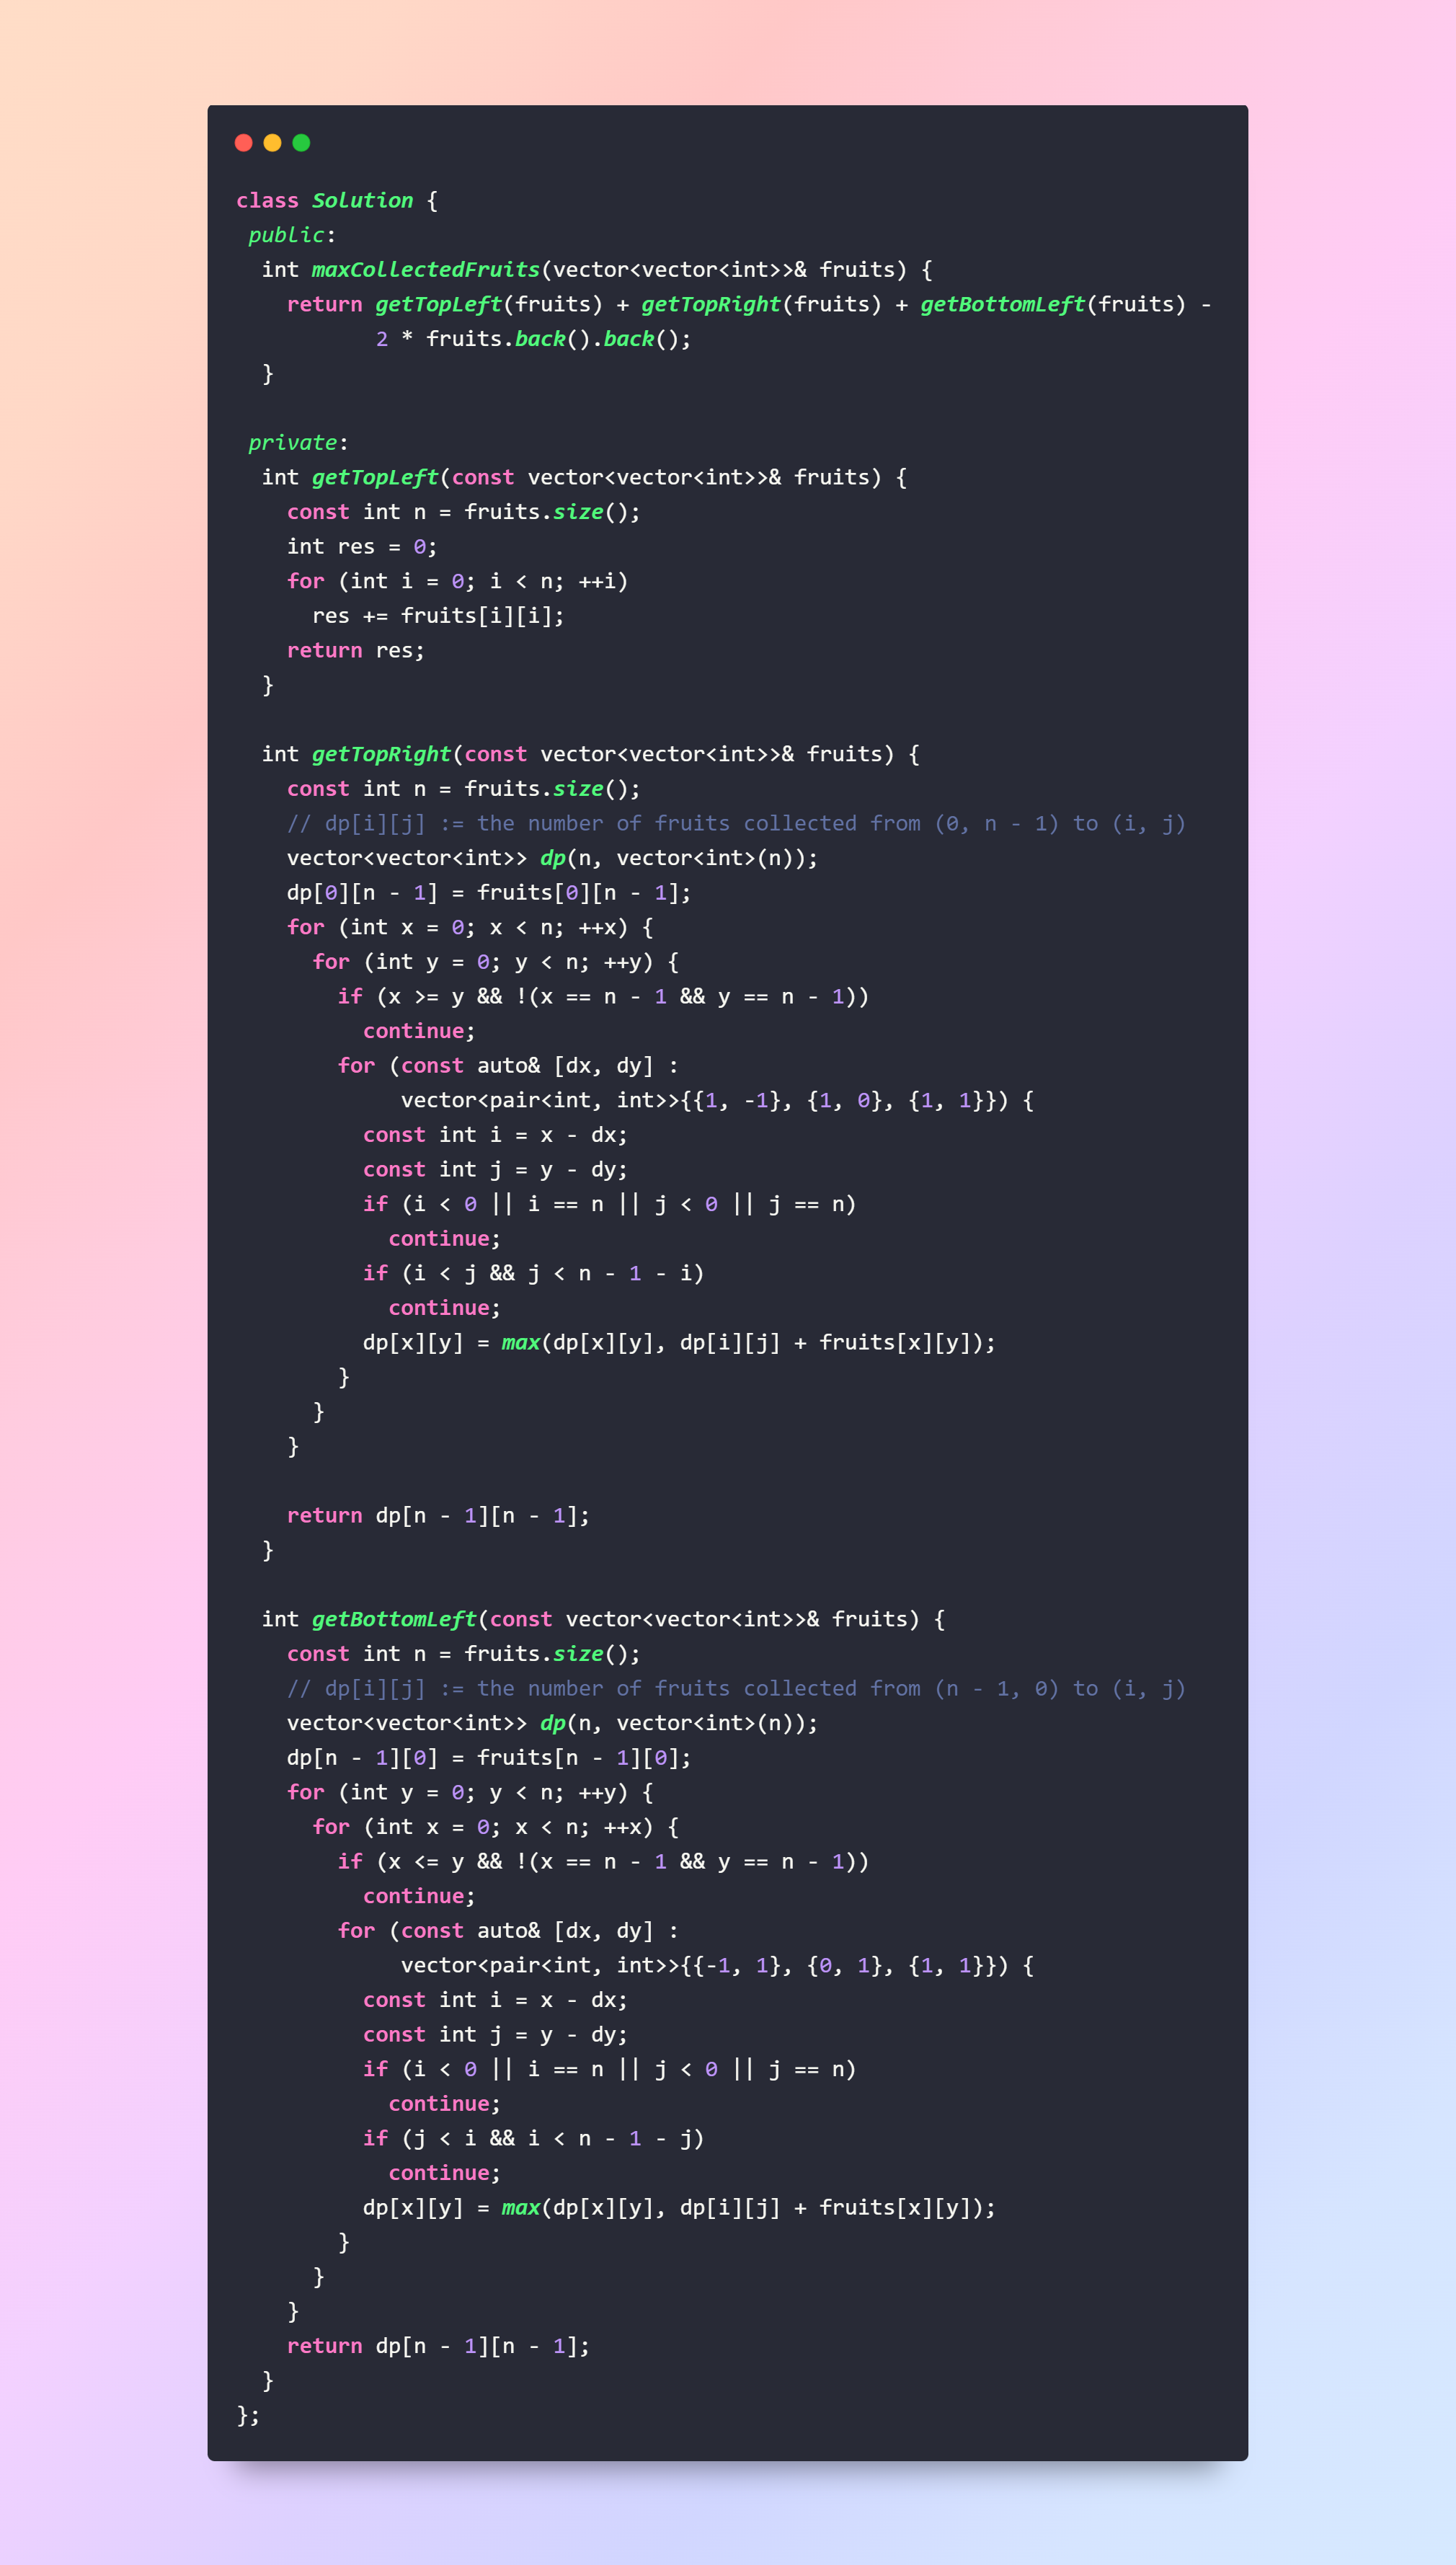 class Solution {
 public:
  int maxCollectedFruits(vector<vector<int>>& fruits) {
    return getTopLeft(fruits) + getTopRight(fruits) + getBottomLeft(fruits) -
           2 * fruits.back().back();
  }

 private:
  int getTopLeft(const vector<vector<int>>& fruits) {
    const int n = fruits.size();
    int res = 0;
    for (int i = 0; i < n; ++i)
      res += fruits[i][i];
    return res;
  }

  int getTopRight(const vector<vector<int>>& fruits) {
    const int n = fruits.size();
    // dp[i][j] := the number of fruits collected from (0, n - 1) to (i, j)
    vector<vector<int>> dp(n, vector<int>(n));
    dp[0][n - 1] = fruits[0][n - 1];
    for (int x = 0; x < n; ++x) {
      for (int y = 0; y < n; ++y) {
        if (x >= y && !(x == n - 1 && y == n - 1))
          continue;
        for (const auto& [dx, dy] :
             vector<pair<int, int>>{{1, -1}, {1, 0}, {1, 1}}) {
          const int i = x - dx;
          const int j = y - dy;
          if (i < 0 || i == n || j < 0 || j == n)
            continue;
          if (i < j && j < n - 1 - i)
            continue;
          dp[x][y] = max(dp[x][y], dp[i][j] + fruits[x][y]);
        }
      }
    }

    return dp[n - 1][n - 1];
  }

  int getBottomLeft(const vector<vector<int>>& fruits) {
    const int n = fruits.size();
    // dp[i][j] := the number of fruits collected from (n - 1, 0) to (i, j)
    vector<vector<int>> dp(n, vector<int>(n));
    dp[n - 1][0] = fruits[n - 1][0];
    for (int y = 0; y < n; ++y) {
      for (int x = 0; x < n; ++x) {
        if (x <= y && !(x == n - 1 && y == n - 1))
          continue;
        for (const auto& [dx, dy] :
             vector<pair<int, int>>{{-1, 1}, {0, 1}, {1, 1}}) {
          const int i = x - dx;
          const int j = y - dy;
          if (i < 0 || i == n || j < 0 || j == n)
            continue;
          if (j < i && i < n - 1 - j)
            continue;
          dp[x][y] = max(dp[x][y], dp[i][j] + fruits[x][y]);
        }
      }
    }
    return dp[n - 1][n - 1];
  }
};